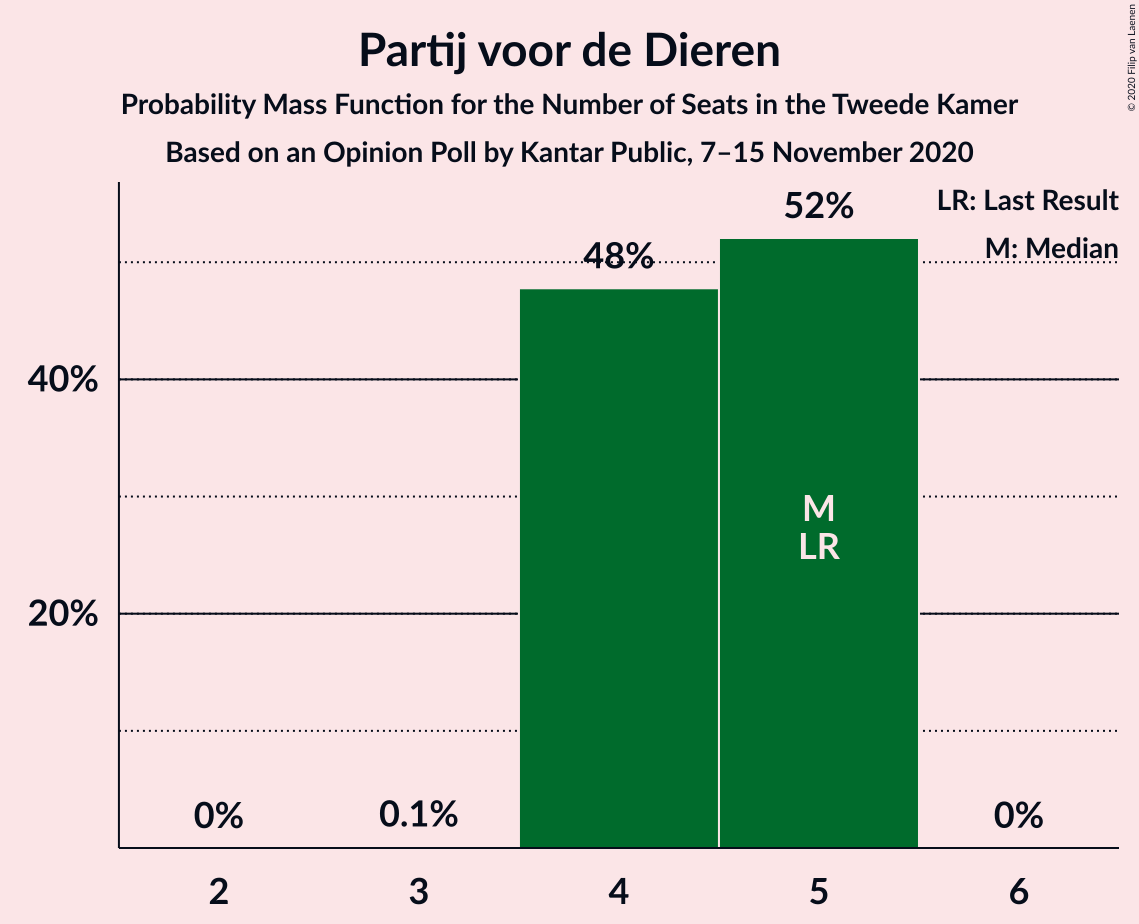 Partij voor de Dieren
Probability Mass Function for the Number of Seats in the Tweede Kamer
Based on an Opinion Poll by Kantar Public, 7–15 November 2020
© 2020 Filip van Laenen
LR: Last Result
M: Median
52%
48%
40%
20%
M
LR
0%
0.1%
0%
2
3
4
5
6